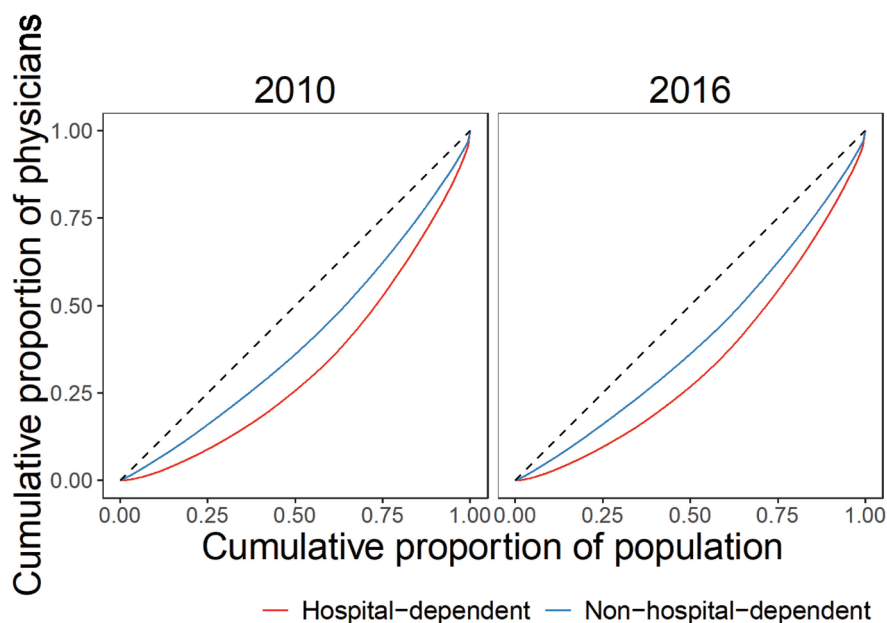 Cumulative proportion of physicians
2010
2016
1.00
0.75
0.50
0.25
0.00
0.00 0.25 0.50 0.75 1.00
0.00 0.25 0.50 0.75 1.00
Cumulative proportion of population
Hospital−dependent
Non−hospital−dependent